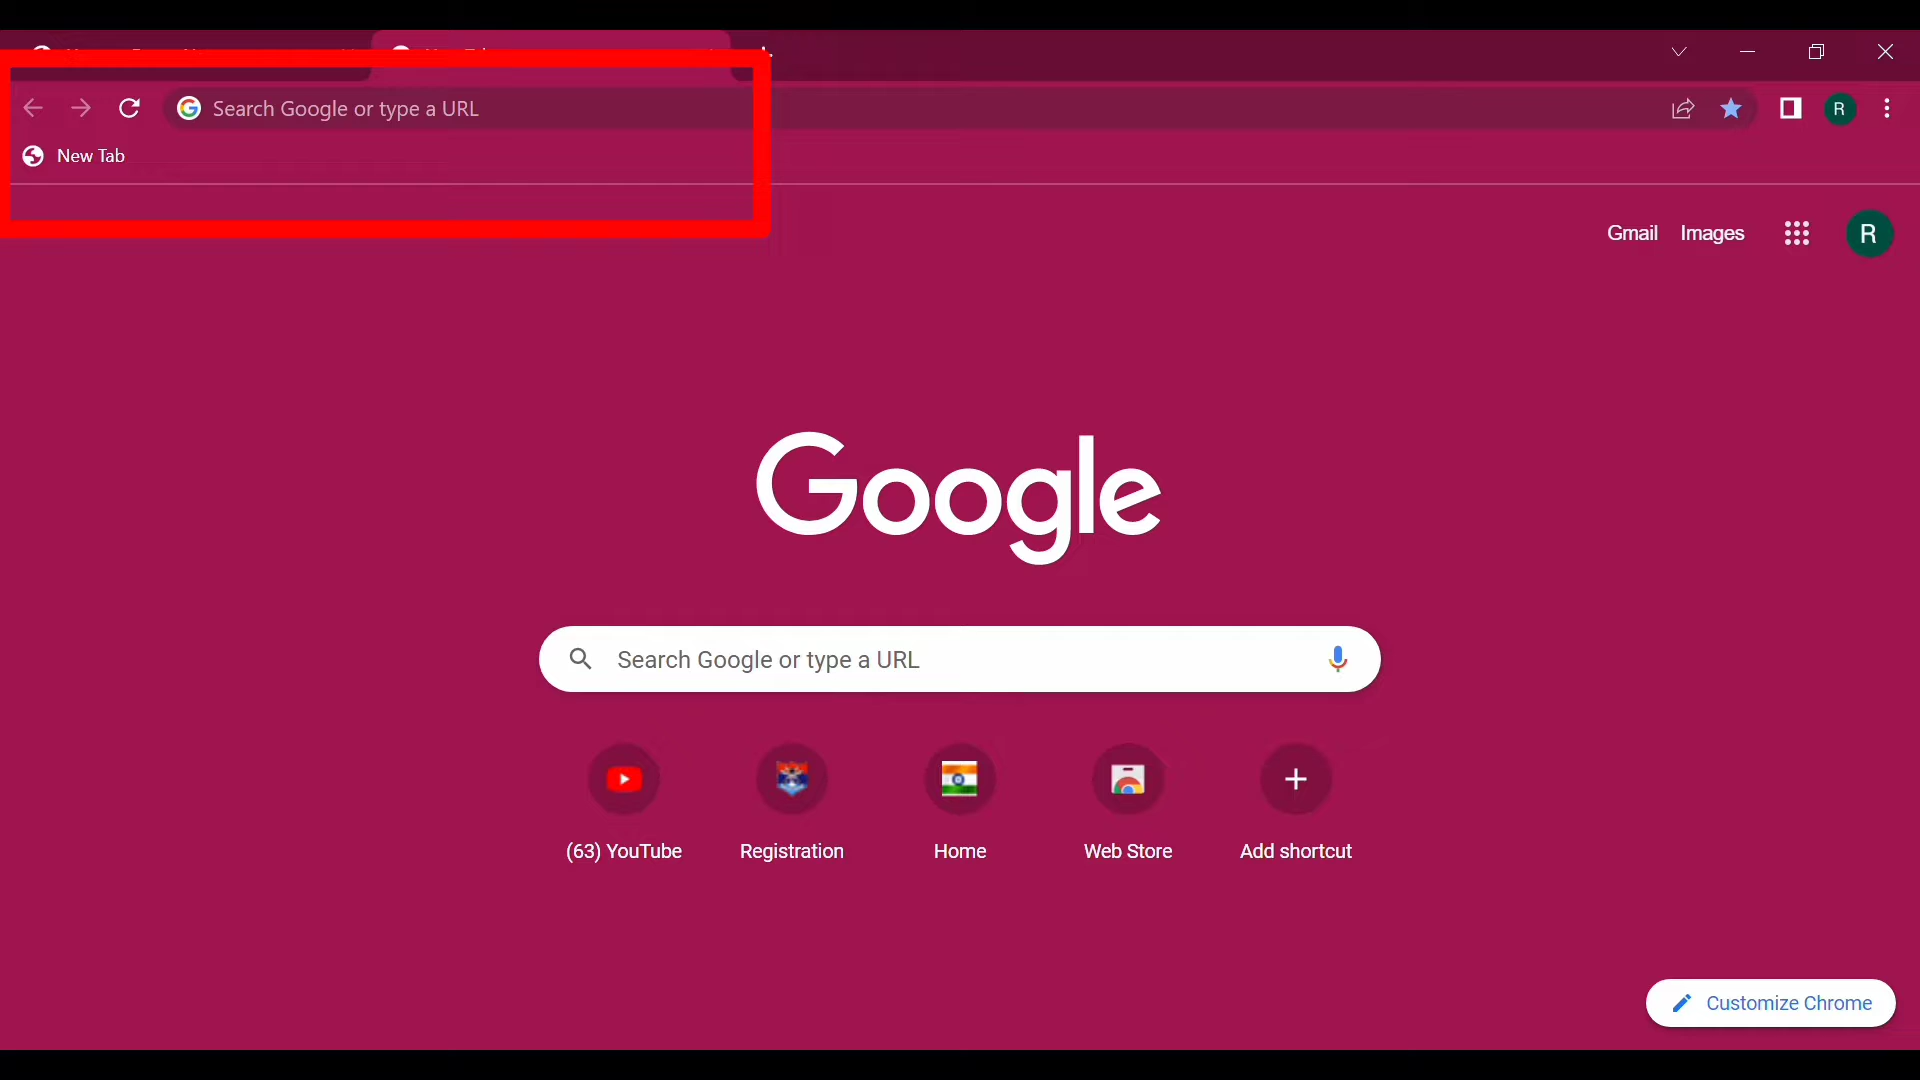 Search Google or type a URL
R
New Tab
Gmail Images
R
Google
Search Google or type a URL
(63) YouTube
Registration
Home
Web Store
Add shortcut
Customize Chrome